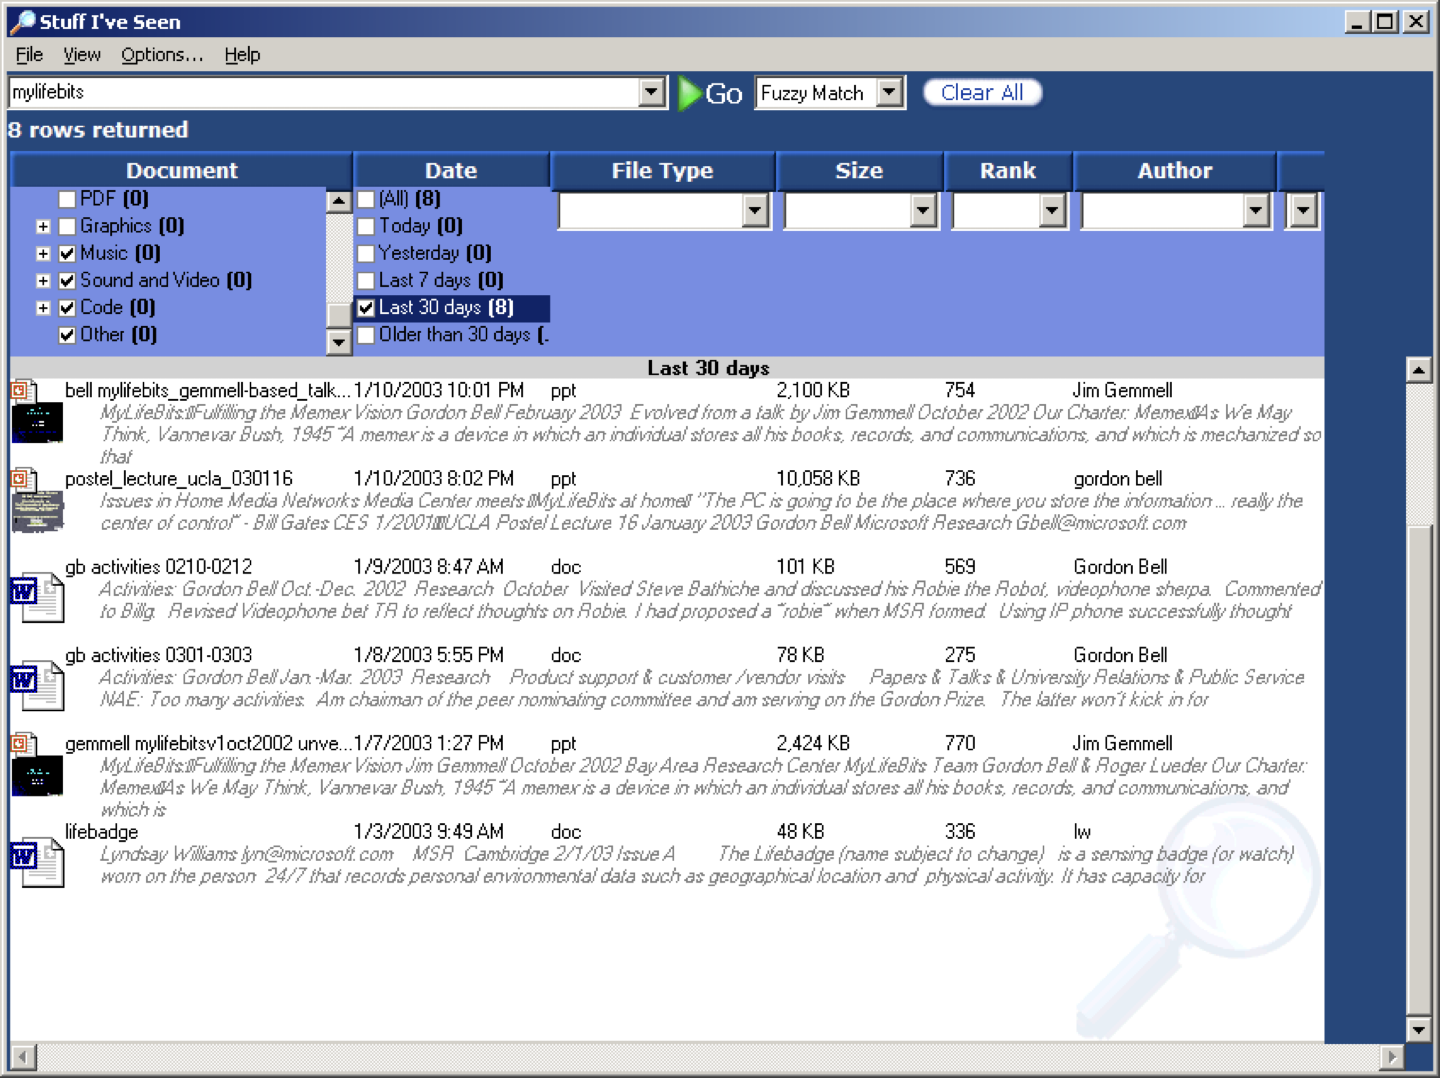 Stuff I've Seen
File View Options... Help
mylifebits Go Fuzzy Match Clear All
8 rows returned
Document Date File Type Size Rank Author
PDF (0) (All) (8)
Graphics (0) Today (0)
Music (0) Yesterday (0)
Sound and Video (0) Last 7 days (0)
Code (0) Last 30 days (8)
Other (0) Older than 30 days (.
Last 30 days
bell mylifebits_gemmell-based_talk... 1/10/2003 10:01 PM ppt 2,100 KB 754 Jim Gemmell
MyLifeBits: Fulfilling the Memex Vision Gordon Bell February 2003 Evolved from a talk by Jim Gemmell October 2002 Our Charter: Memex As We May
Think, Vannevar Bush, 1945 "A memex is a device in which an individual stores all his books, records, and communications, and which is mechanized so
that
postel_lecture_ucla_030116 1/10/2003 8:02 PM ppt 10,058 KB 736 gordon bell
Issues in Home Media Networks Media Center meets MyLifeBits at home "The PC is going to be the place where you store the information ... really the
center of control" - Bill Gates CES 1/2001 UCLA Postel Lecture 16 January 2003 Gordon Bell Microsoft Research Gbell@microsoft.com
gb activities 0210-0212 1/9/2003 8:47 AM doc 101 KB 569 Gordon Bell
Activities: Gordon Bell Oct.-Dec. 2002 Research October Visited Steve Bathiche and discussed his Robie the Robot, videophone sherpa. Commented
to Billg. Revised Videophone bet TR to reflect thoughts on Robie. I had proposed a "robie" when MSR formed. Using IP phone successfully thought
gb activities 0301-0303 1/8/2003 5:55 PM doc 78 KB 275 Gordon Bell
Activities: Gordon Bell Jan.-Mar. 2003 Research Product support & customer /vendor visits Papers & Talks & University Relations & Public Service
NAE: Too many activities. Am chairman of the peer nominating committee and am serving on the Gordon Prize. The latter won't kick in for
gemmell mylifebitsv1oct2002 unve... 1/7/2003 1:27 PM ppt 2,424 KB 770 Jim Gemmell
MyLifeBits: Fulfilling the Memex Vision Jim Gemmell October 2002 Bay Area Research Center MyLifeBits Team Gordon Bell & Roger Lueder Our Charter:
Memex As We May Think, Vannevar Bush, 1945 "A memex is a device in which an individual stores all his books, records, and communications, and
which is
lifebadge 1/3/2003 9:49 AM doc 48 KB 336 lw
Lyndsay Williams lyn@microsoft.com MSR Cambridge 2/1/03 Issue A The Lifebadge (name subject to change) is a sensing badge (or watch)
worn on the person 24/7 that records personal environmental data such as geographical location and physical activity. It has capacity for